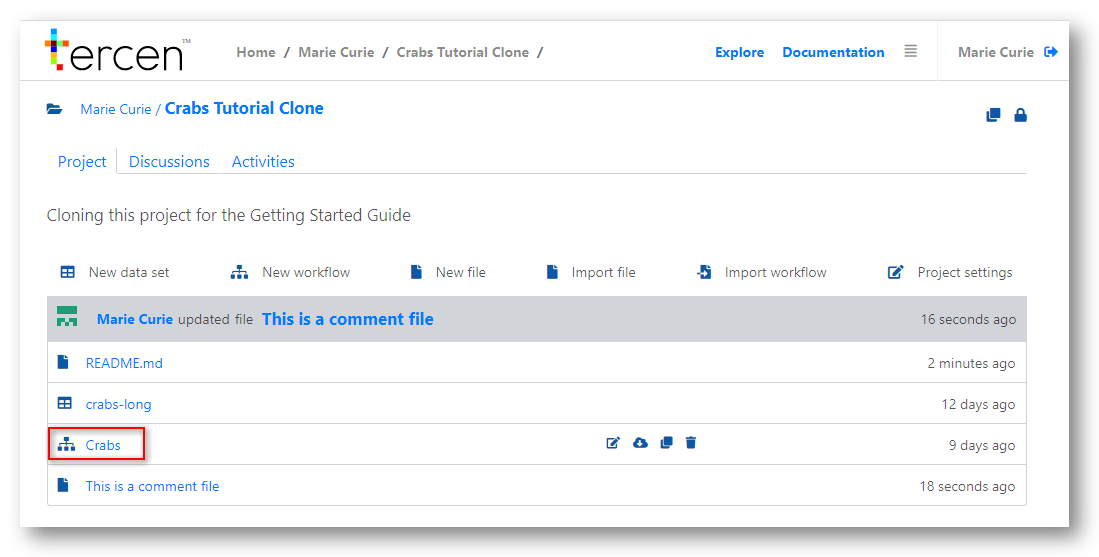 tercen™ Home / Marie Curie / Crabs Tutorial Clone / Explore Documentation Marie Curie
Marie Curie / Crabs Tutorial Clone
Project Discussions Activities
Cloning this project for the Getting Started Guide
New data set New workflow New file Import file Import workflow Project settings
Marie Curie updated file This is a comment file 16 seconds ago
README.md 2 minutes ago
crabs-long 12 days ago
Crabs 9 days ago
This is a comment file 18 seconds ago